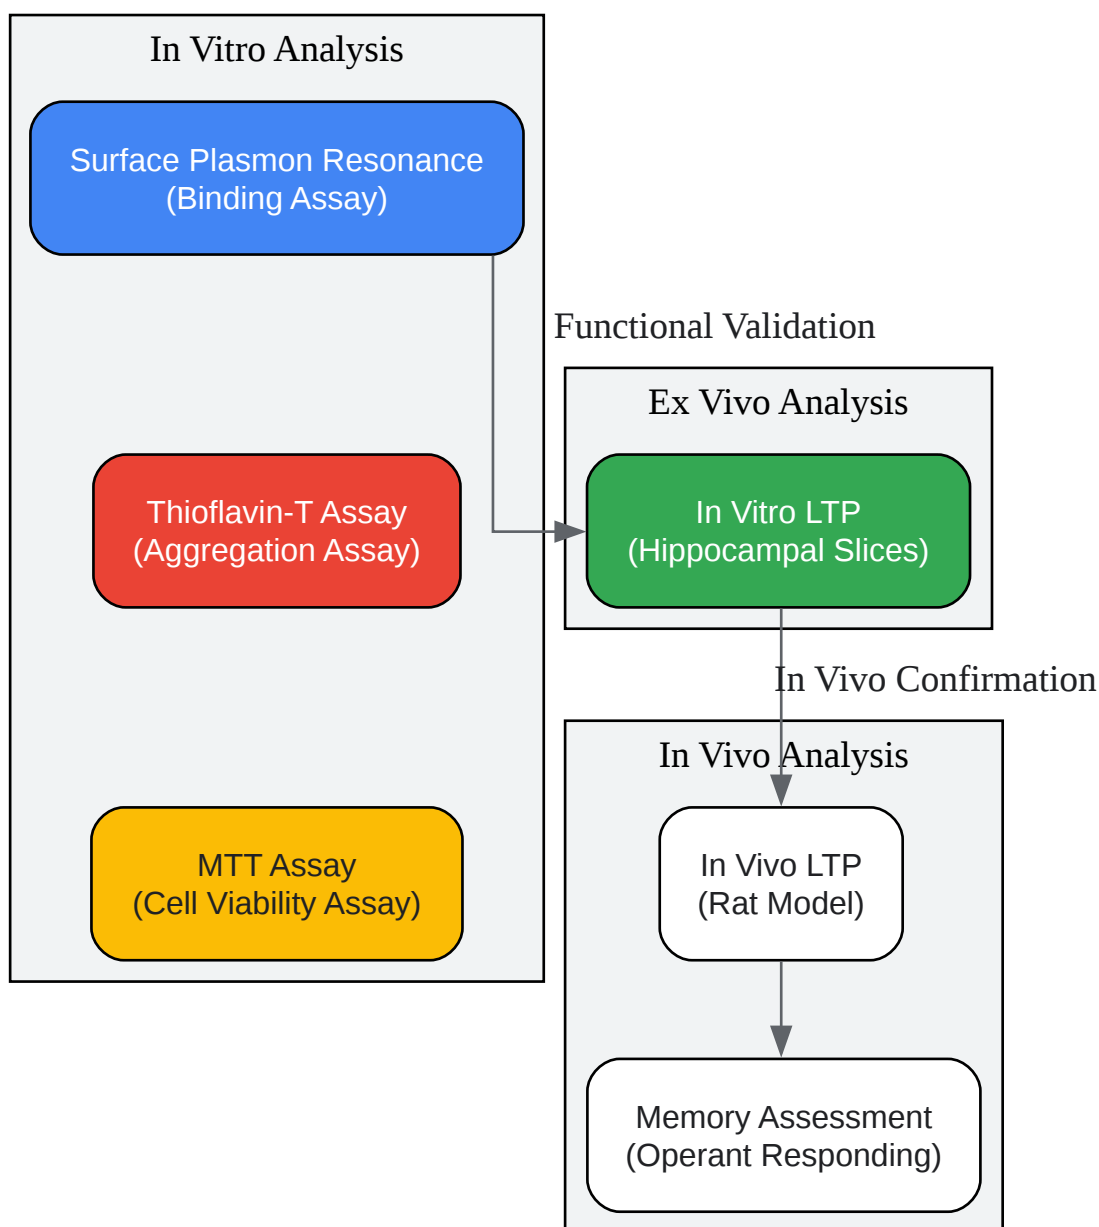 In Vitro Analysis
Surface Plasmon Resonance
(Binding Assay)
Functional Validation
Ex Vivo Analysis
Thioflavin-T Assay
(Aggregation Assay)
In Vitro LTP
(Hippocampal Slices)
In Vivo Confirmation
In Vivo Analysis
MTT Assay
(Cell Viability Assay)
In Vivo LTP
(Rat Model)
Memory Assessment
(Operant Responding)